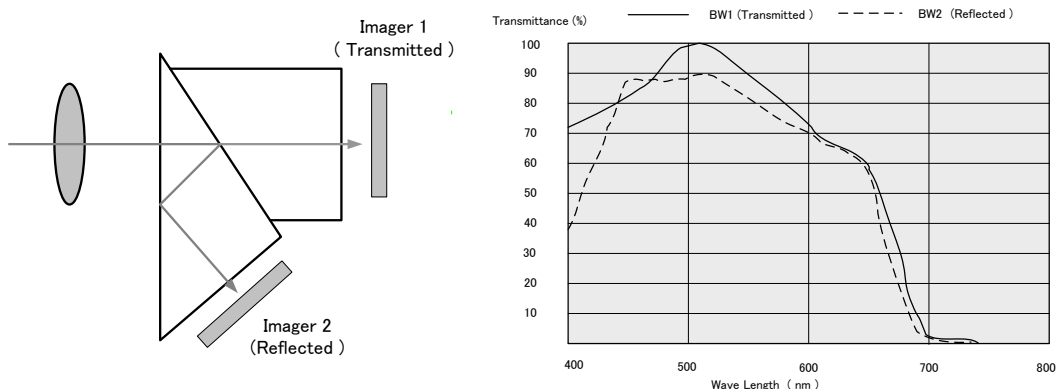 Imager 1
( Transmitted )
Imager 2
(Reflected )
Transmittance (%)
BW1 (Transmitted )
BW2 (Reflected )
100
90
80
70
60
50
40
30
20
10
400 500 600 700 800
Wave Length ( nm )